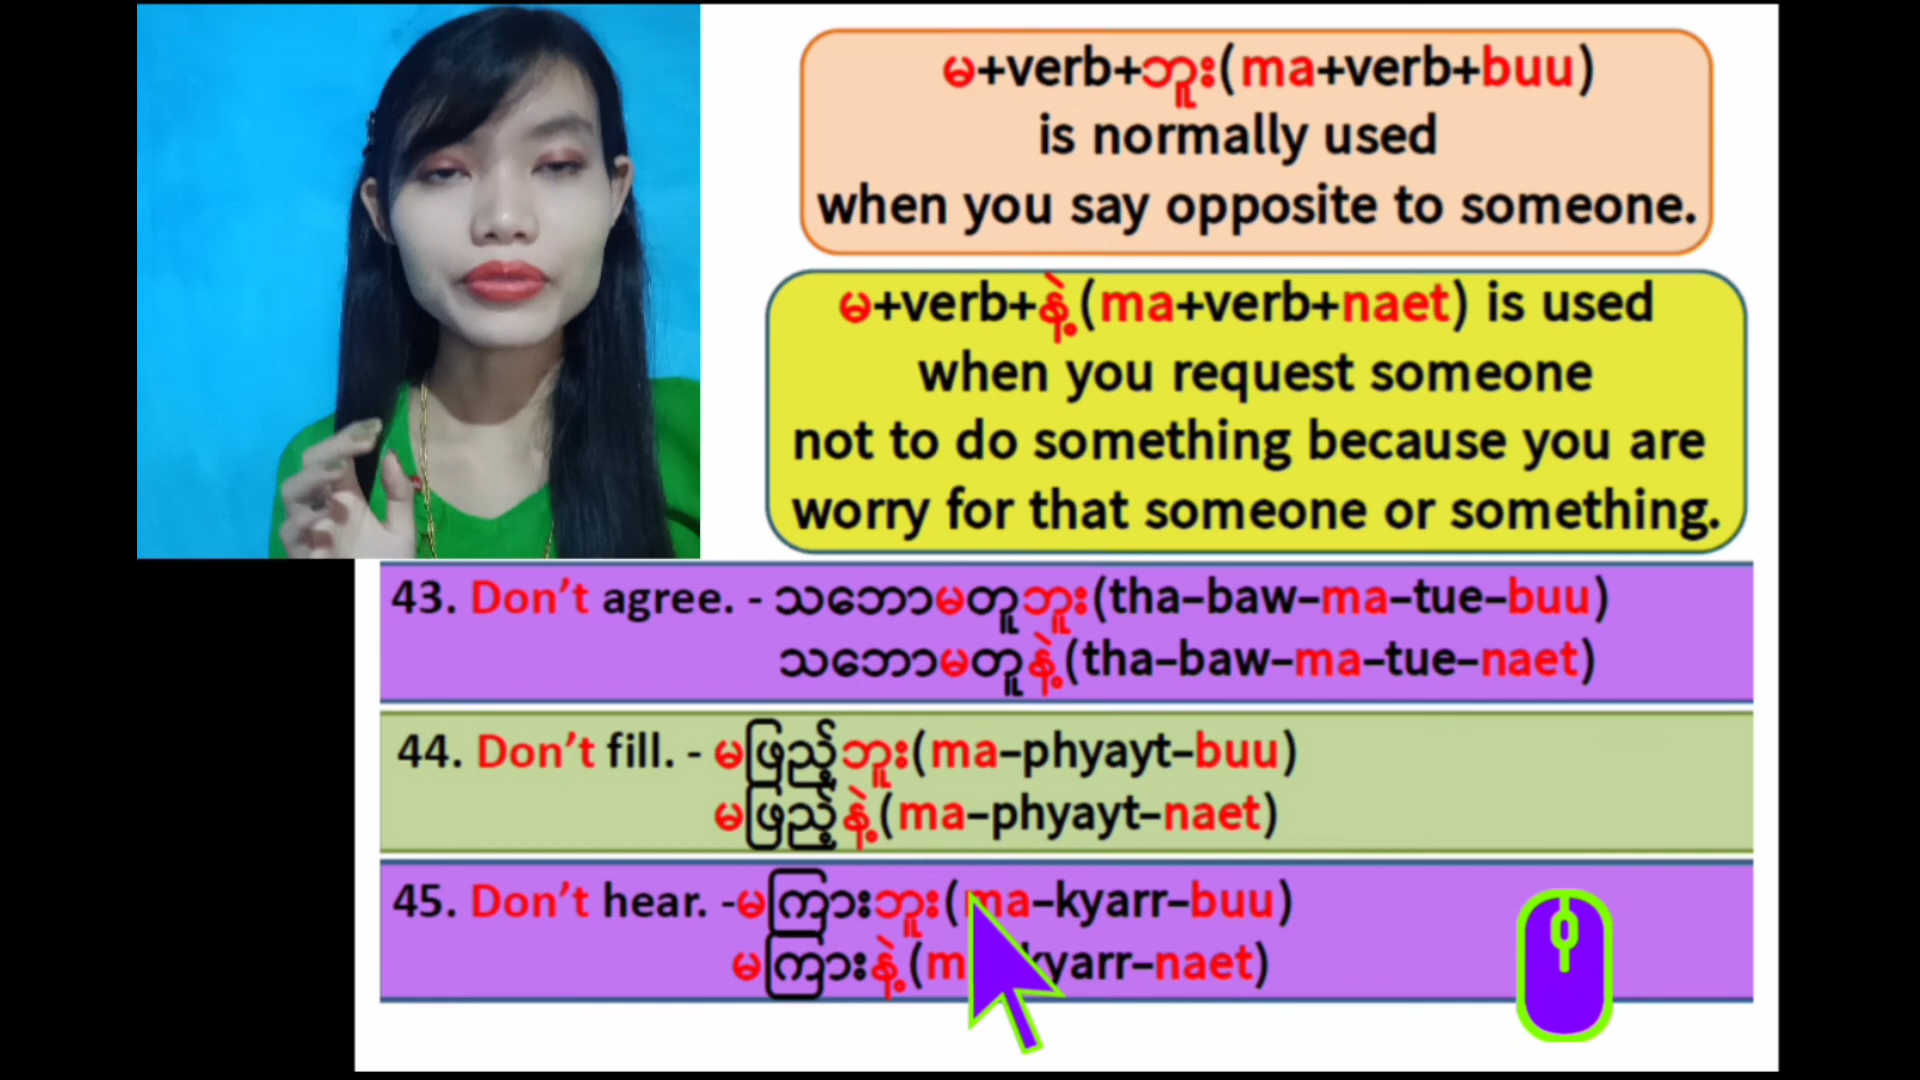 မ+verb+ဘူး(ma+verb+buu)
is normally used
when you say opposite to someone.
မ+verb+နဲ့(ma+verb+naet) is used
when you request someone
not to do something because you are
worry for that someone or something.
43. Don't agree. - သဘောမတူဘူး(tha-baw-ma-tue-buu)
သဘောမတူနဲ့(tha-baw-ma-tue-naet)
44. Don't fill. - မဖြည့်ဘူး(ma-phyayt-buu)
မဖြည့်နဲ့(ma-phyayt-naet)
45. Don't hear. -မကြားဘူး(ma-kyarr-buu)
မကြားနဲ့(m kyarr-naet)